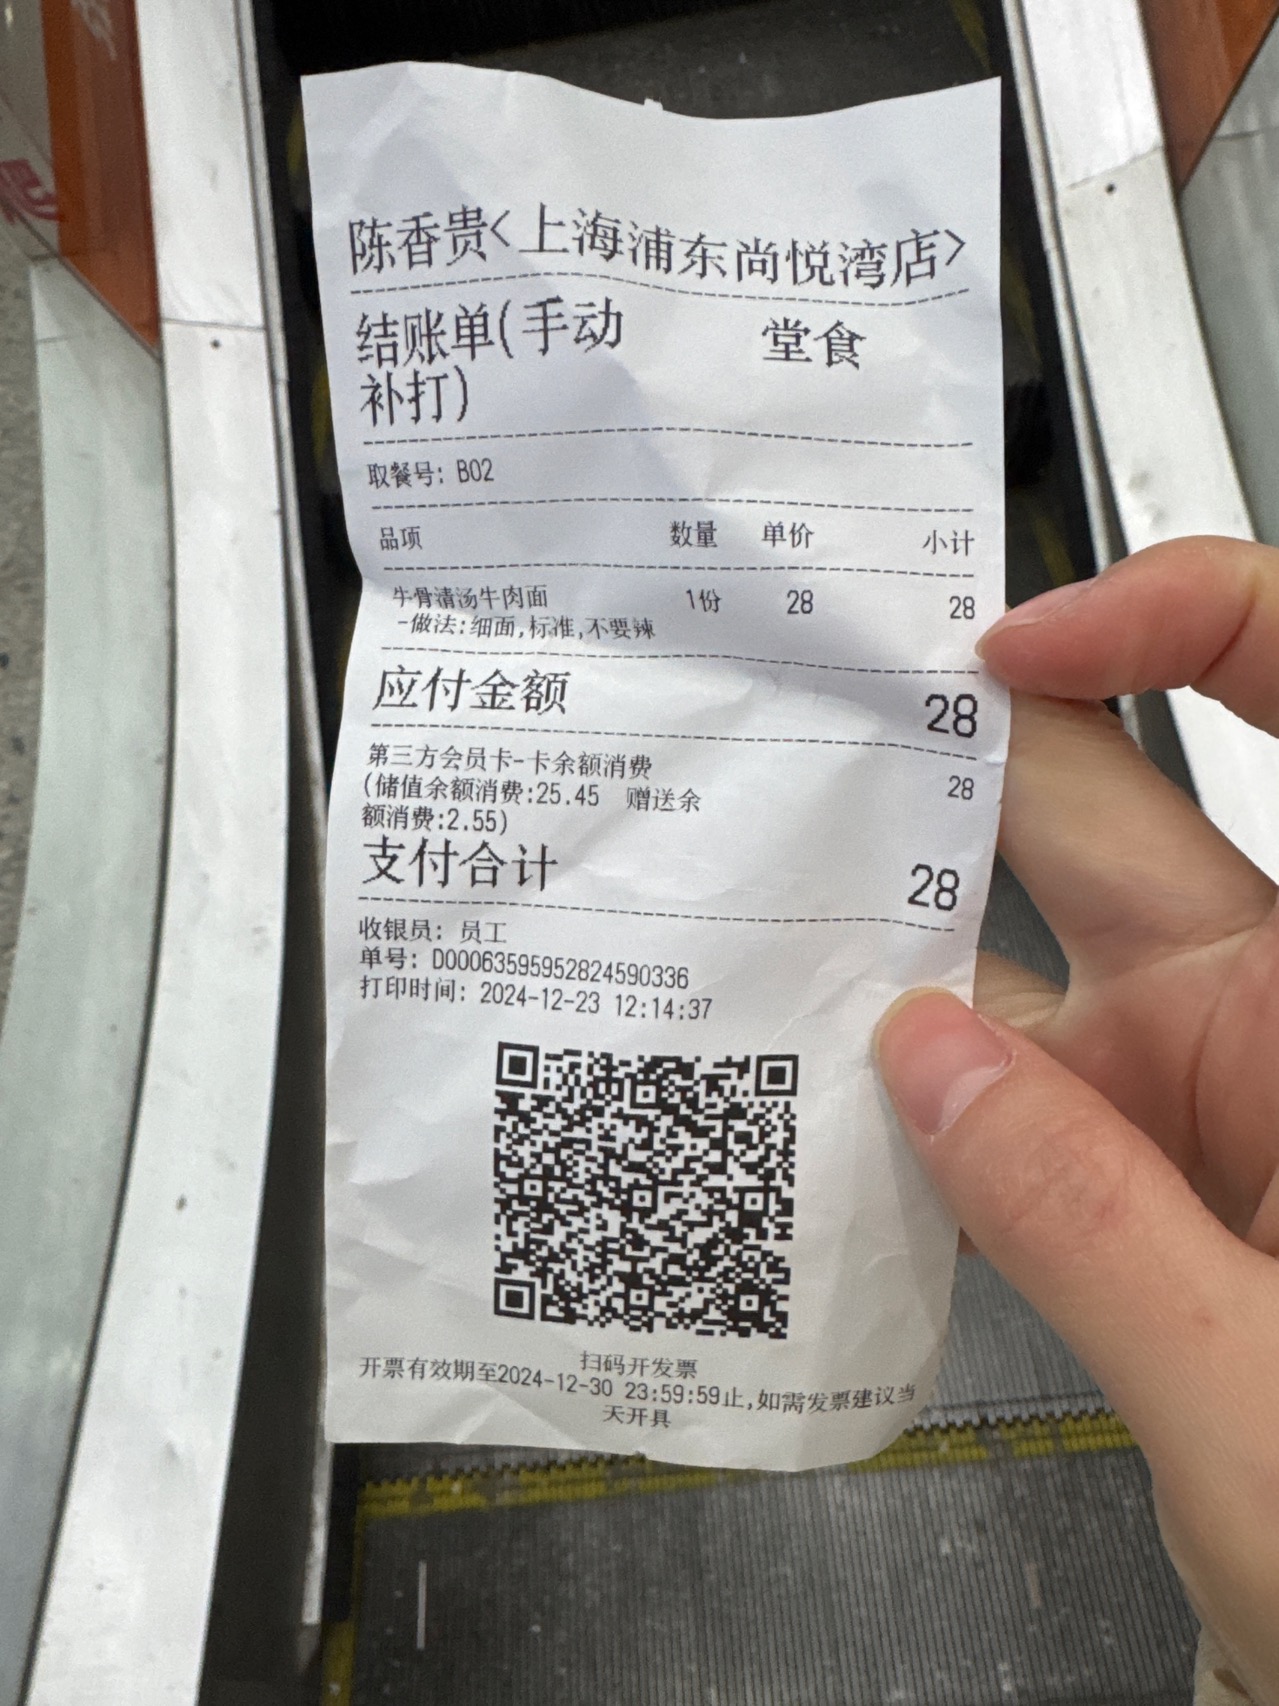 陈香贵<上海浦东尚悦湾店>
结账单(手动 堂食
补打)
取餐号: B02
品项 数量 单价 小计
牛骨清汤牛肉面 1份 28 28
-做法:细面,标准,不要辣
应付金额 28
第三方会员卡-卡余额消费 28
(储值余额消费:25.45 赠送余
额消费:2.55)
支付合计 28
收银员: 员工
单号: D00063595952824590336
打印时间: 2024-12-23 12:14:37
扫码开发票
开票有效期至2024-12-30 23:59:59止,如需发票建议当
天开具